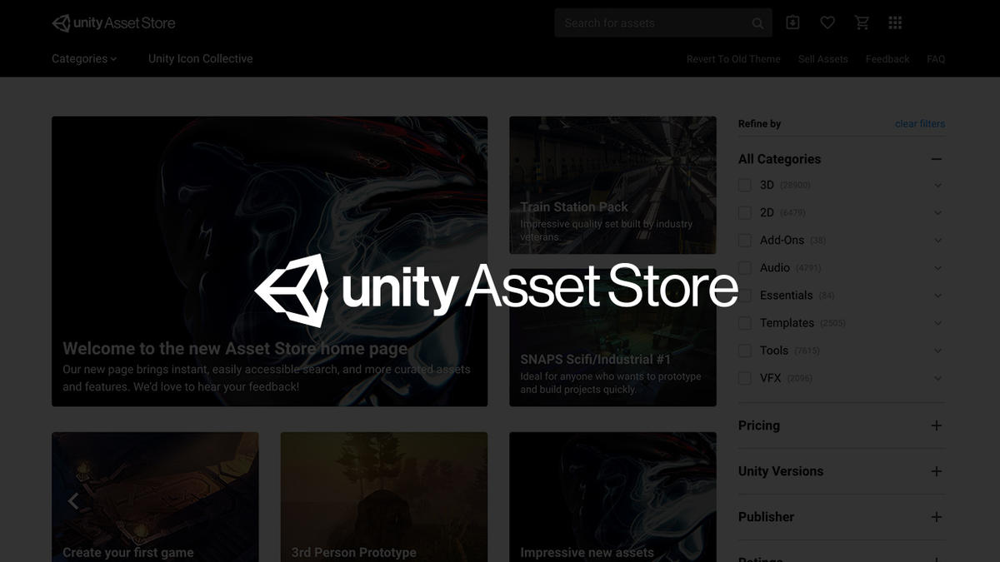 unity Asset Store
Search for assets
Categories
Unity Icon Collective
Revert To Old Theme
Sell Assets
Feedback
FAQ
Welcome to the new Asset Store home page
Our new page brings instant, easily accessible search, and more curated assets
and features. We'd love to hear your feedback!
Train Station Pack
Impressive quality set built by industry
veterans.
SNAPS Scifi/Industrial #1
Ideal for anyone who wants to prototype
and build projects quickly.
unity Asset Store
Refine by
clear filters
All Categories
3D (28900)
2D (6479)
Add-Ons (38)
Audio (4791)
Essentials (84)
Templates (2505)
Tools (7615)
VFX (2096)
Pricing
Unity Versions
Publisher
Ratings
Create your first game
3rd Person Prototype
Impressive new assets